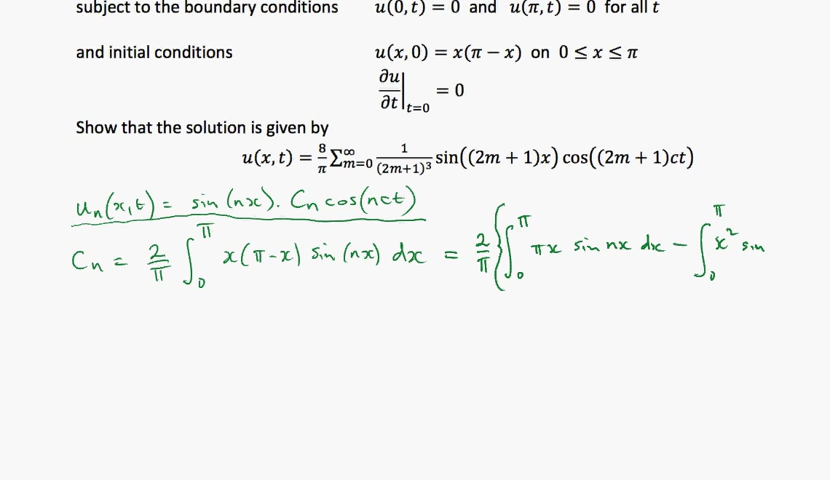 subject to the boundary conditions u(0, t) = 0 and u(π, t) = 0 for all t
and initial conditions u(x, 0) = x(π − x) on 0 ≤ x ≤ π
∂u/∂t|t=0 = 0
Show that the solution is given by
u(x, t) = 8/π ∑_{m=0}^{∞} 1/(2m+1)³ sin((2m + 1)x) cos((2m + 1)ct)
uₙ(x,t) = sin(nx). Cₙ cos(nct)
Cₙ = 2/π ∫₀^π x(π-x) sin(nx) dx = 2/π { ∫₀^π πx sin nx dx − ∫₀^π x² sin